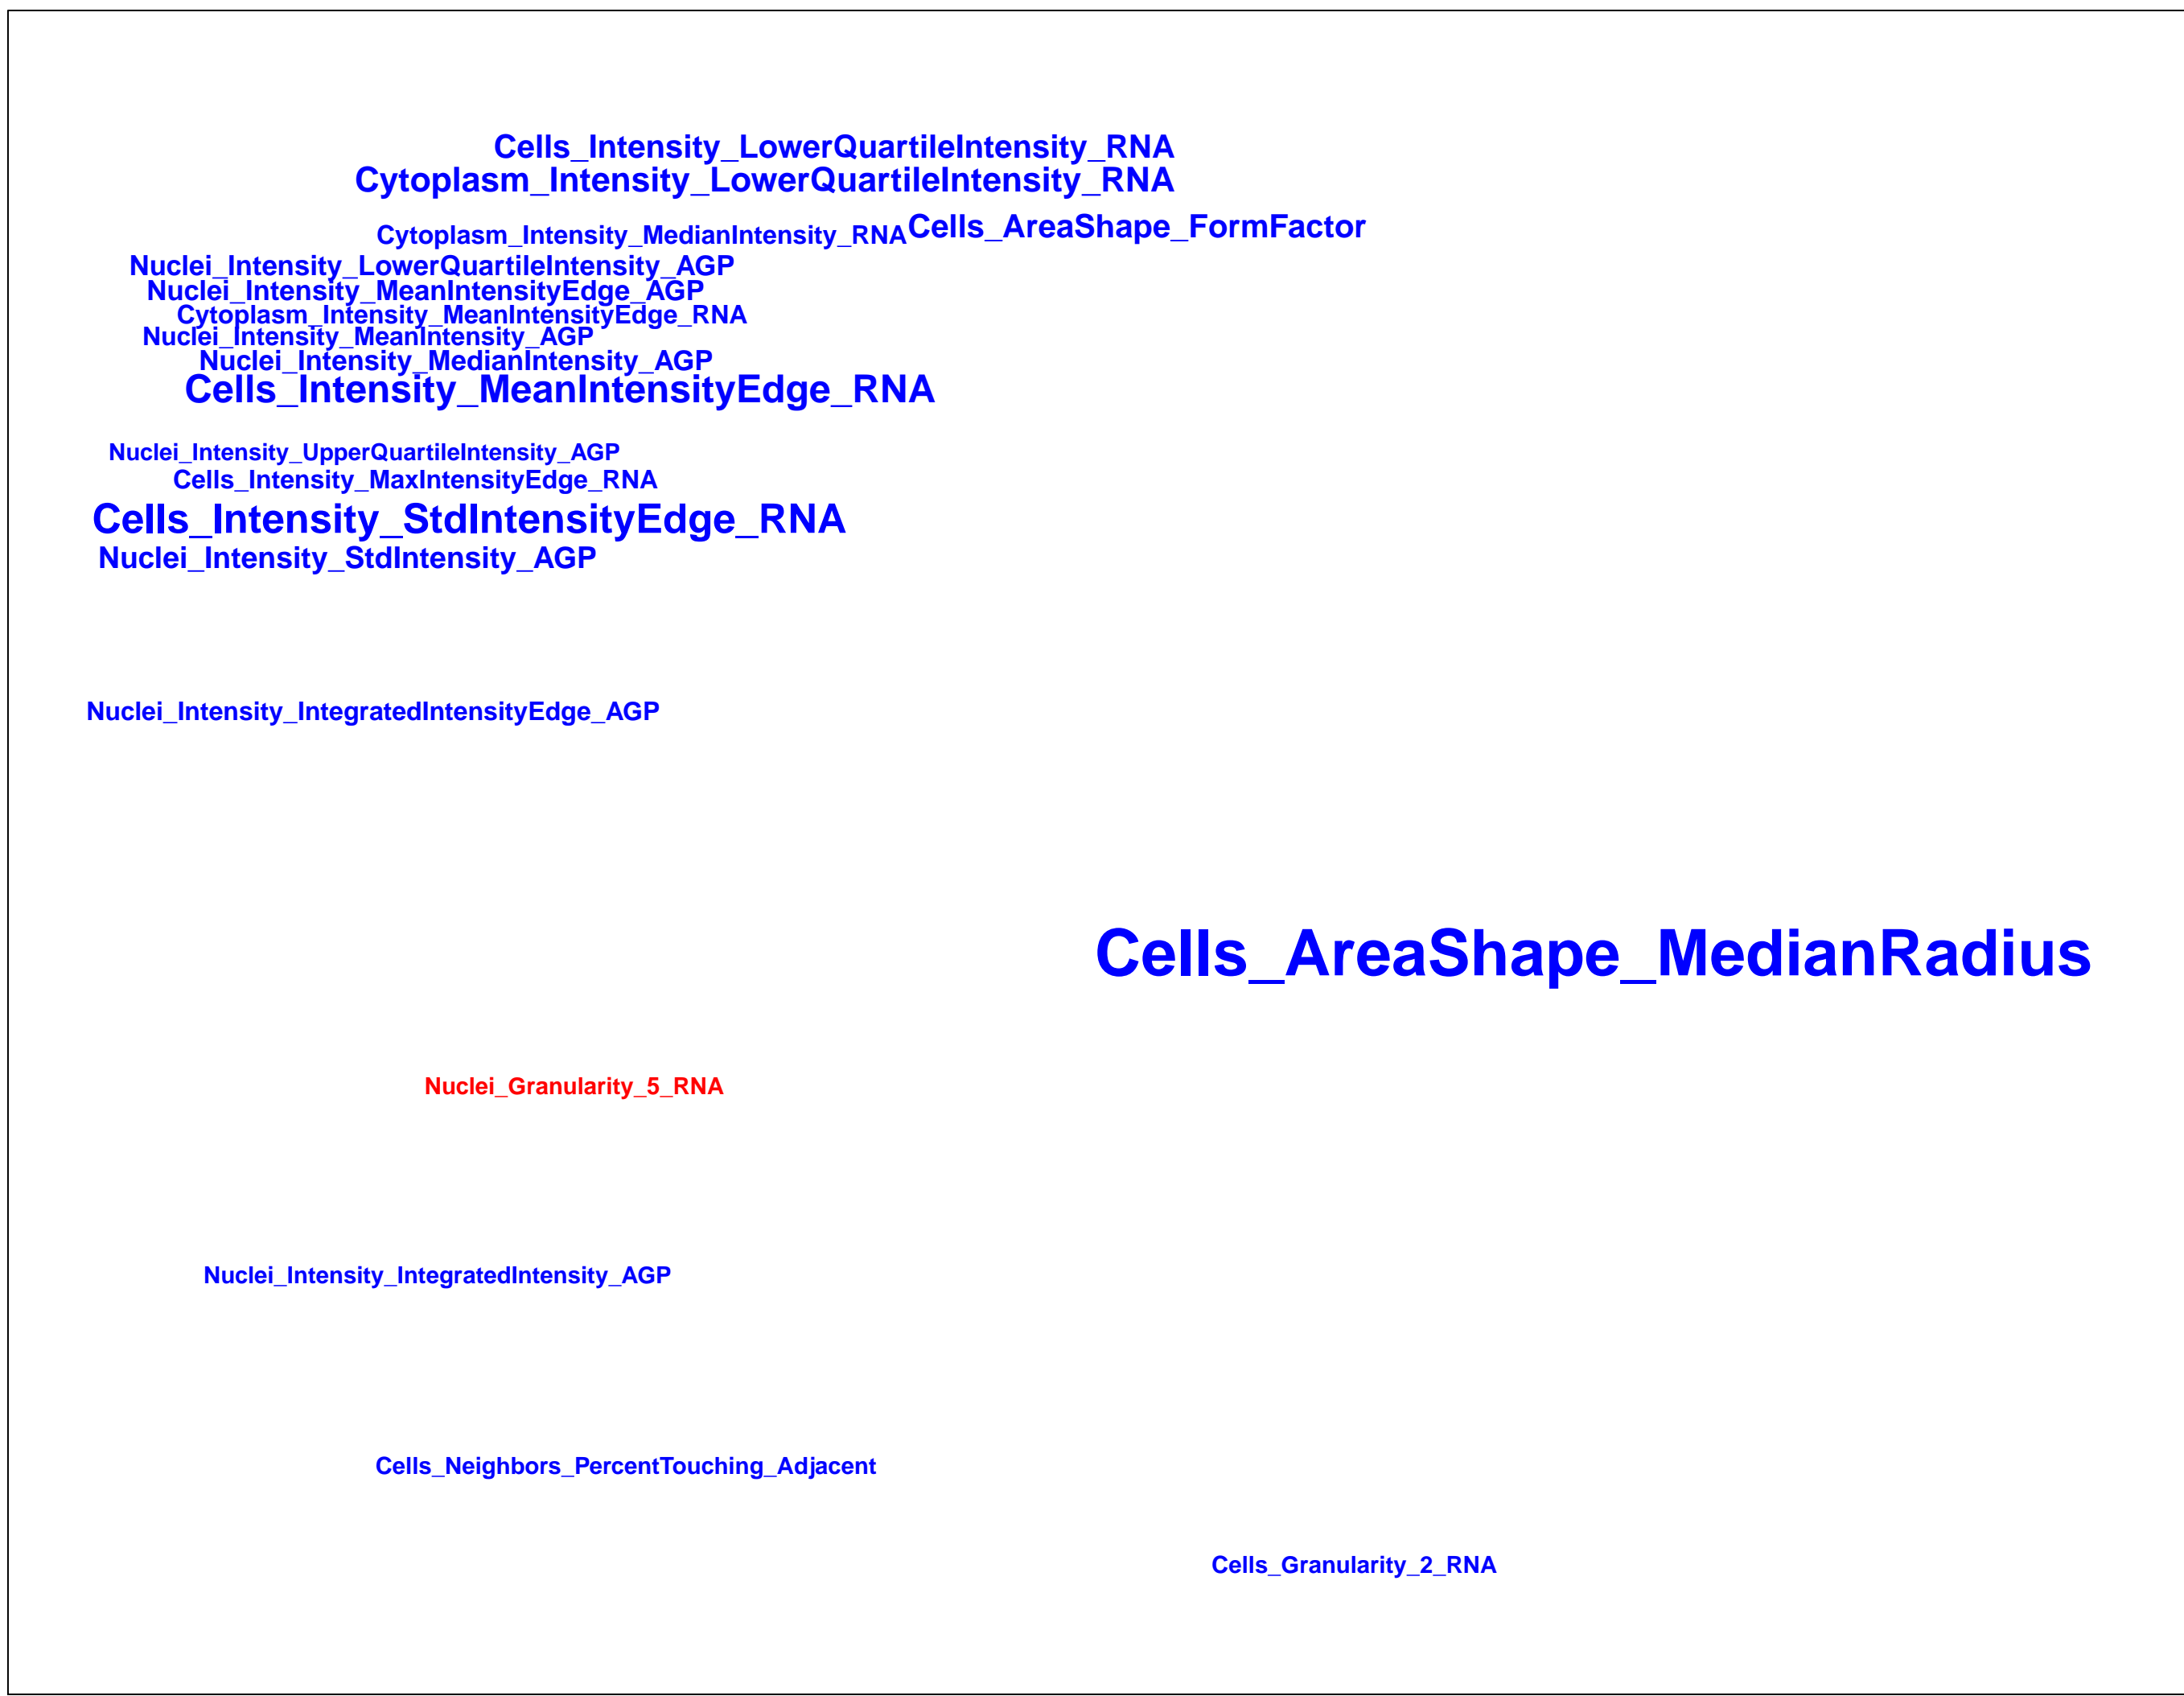 Cells_Intensity_LowerQuartileIntensity_RNA
Cytoplasm_Intensity_LowerQuartileIntensity_RNA
Cytoplasm_Intensity_MedianIntensity_RNA Cells_AreaShape_FormFactor
Nuclei_Intensity_LowerQuartileIntensity_AGP
Nuclei_Intensity_MeanIntensityEdge_AGP
Cytoplasm_Intensity_MeanIntensityEdge_RNA
Nuclei_Intensity_MeanIntensity_AGP
Nuclei_Intensity_MedianIntensity_AGP
Cells_Intensity_MeanIntensityEdge_RNA
Nuclei_Intensity_UpperQuartileIntensity_AGP
Cells_Intensity_MaxIntensityEdge_RNA
Cells_Intensity_StdIntensityEdge_RNA
Nuclei_Intensity_StdIntensity_AGP
Nuclei_Intensity_IntegratedIntensityEdge_AGP
Cells_AreaShape_MedianRadius
Nuclei_Granularity_5_RNA
Nuclei_Intensity_IntegratedIntensity_AGP
Cells_Neighbors_PercentTouching_Adjacent
Cells_Granularity_2_RNA